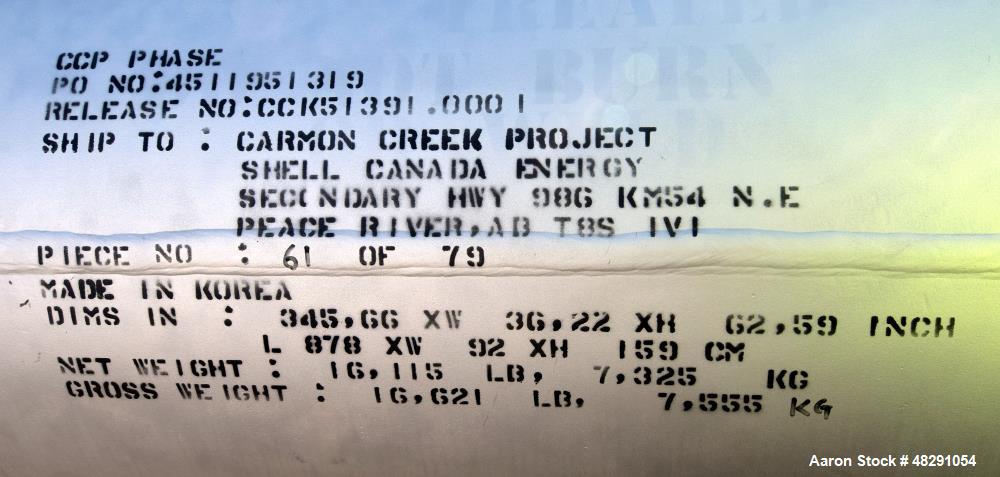 TREATED
NOT BURN
CCP PHASE
PO NO:4511951319
RELEASE NO:CCK51391.0001
SHIP TO : CARMON CREEK PROJECT
SHELL CANADA ENERGY
SECONDARY HWY 986 KM54 N.E
PEACE RIVER,AB T8S 1V1
PIECE NO : 61 OF 79
MADE IN KOREA
DIMS IN : 345,66 XW 36,22 XH 62,59 INCH
L 878 XW 92 XH 159 CM
NET WEIGHT : 16,115 LB, 7,325 KG
GROSS WEIGHT : 16,621 LB, 7,555 KG
Aaron Stock # 48291054